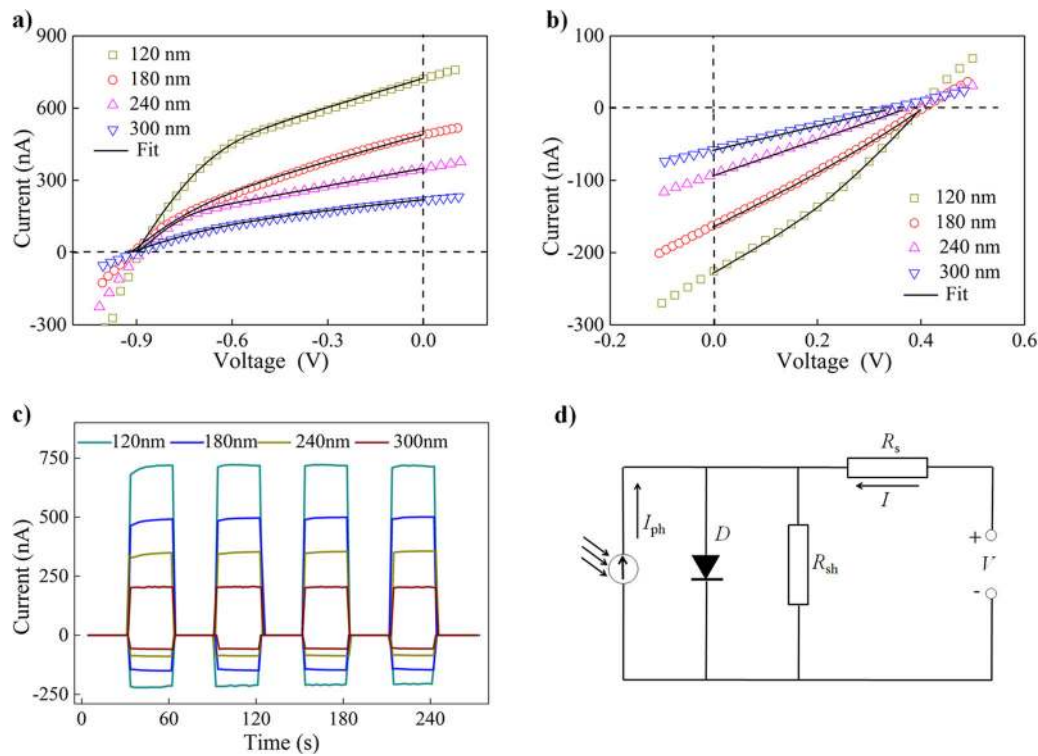 a)
900
600
300
0
-300
Current (nA)
120 nm
180 nm
240 nm
300 nm
Fit
-0.9 -0.6 -0.3 0.0
Voltage (V)
b)
100
0
-100
-200
-300
Current (nA)
120 nm
180 nm
240 nm
300 nm
Fit
-0.2 0.0 0.2 0.4 0.6
Voltage (V)
c)
120nm 180nm 240nm 300nm
750
500
250
0
-250
Current (nA)
0 60 120 180 240
Time (s)
d)
Rs
I
Iph
D
Rsh
+
V
-